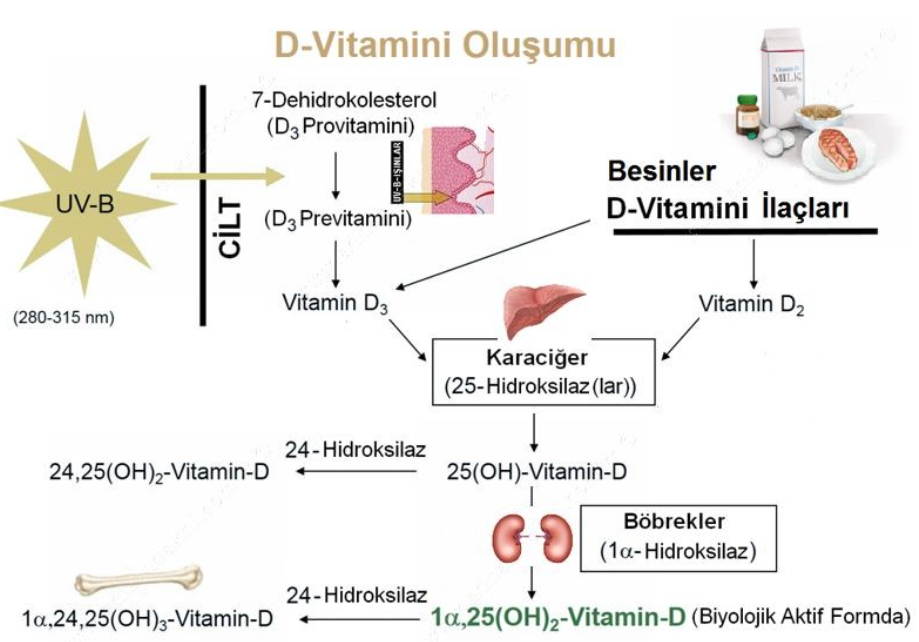 D-Vitamini Oluşumu
7-Dehidrokolesterol
(D₃ Provitamini)
Vitamin D
MILK
UV-B
CİLT
UV-B-IŞINLAR
(D₃ Previtamini)
Besinler
D-Vitamini İlaçları
(280-315 nm)
Vitamin D₃
Vitamin D₂
Karaciğer
(25-Hidroksilaz(lar))
24-Hidroksilaz
24,25(OH)₂-Vitamin-D
25(OH)-Vitamin-D
Böbrekler
(1α-Hidroksilaz)
24-Hidroksilaz
1α,24,25(OH)₃-Vitamin-D
1α,25(OH)₂-Vitamin-D (Biyolojik Aktif Formda)